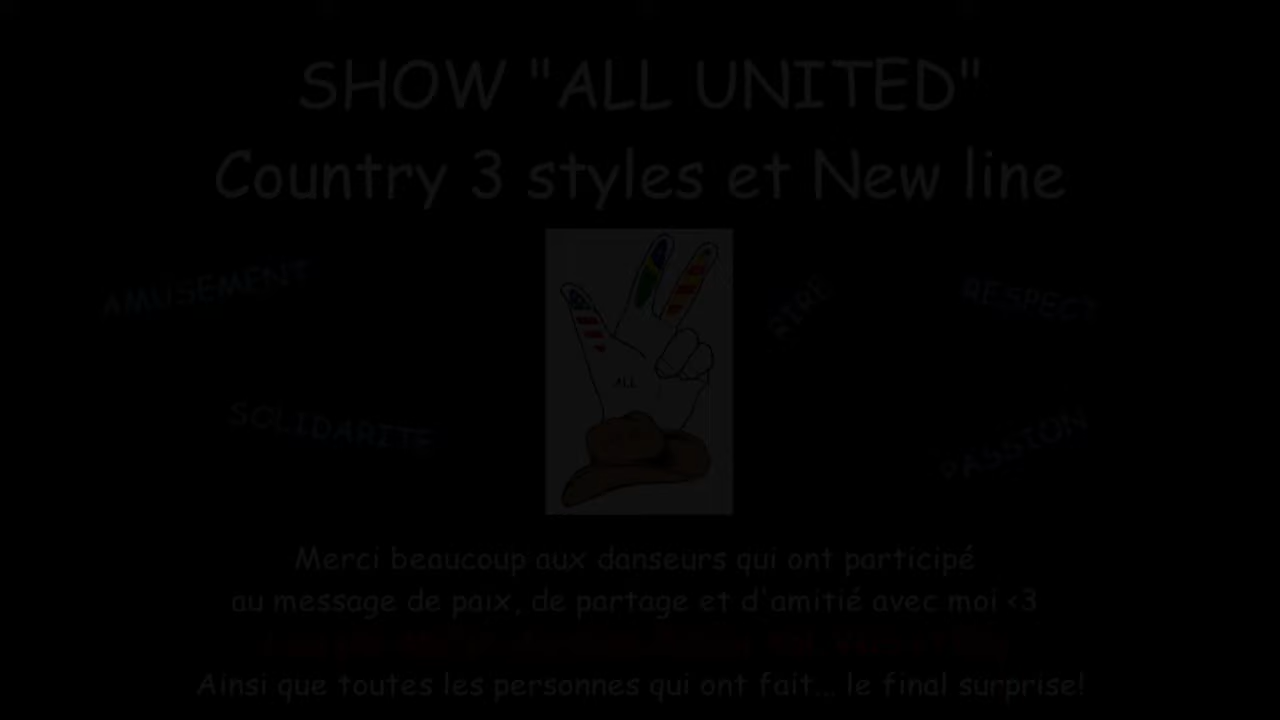 SHOW "ALL UNITED"
Country 3 styles et New line
AMUSEMENT
RIRE
RESPECT
ALL
SOLIDARITE
PASSION
Merci beaucoup aux danseurs qui ont participé
au message de paix, de partage et d'amitié avec moi <3
Ainsi que toutes les personnes qui ont fait... le final surprise!